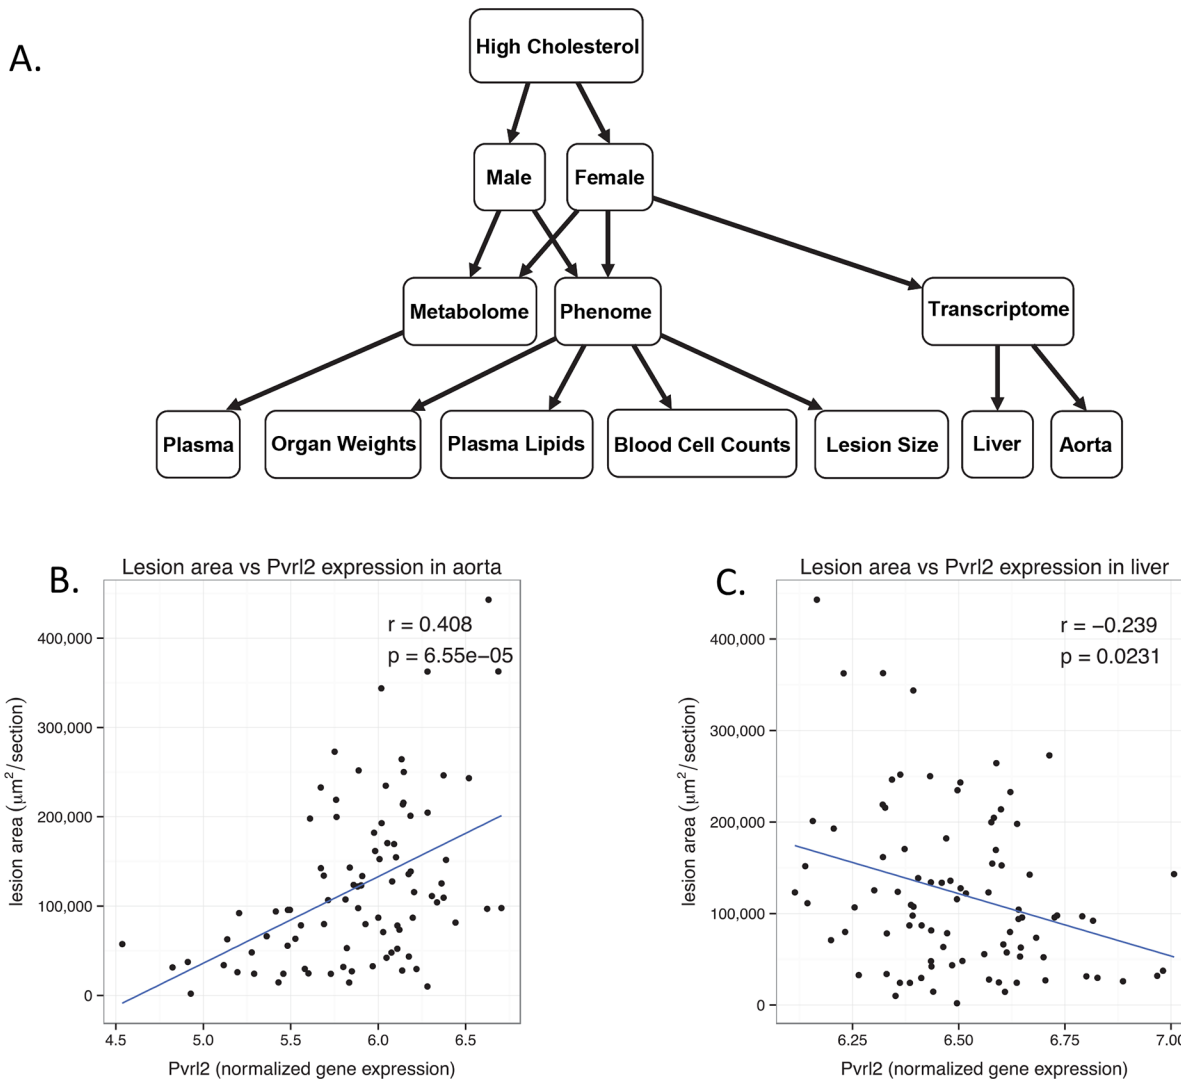 A.
High Cholesterol
Male
Female
Metabolome
Phenome
Transcriptome
Plasma
Organ Weights
Plasma Lipids
Blood Cell Counts
Lesion Size
Liver
Aorta
B.
Lesion area vs Pvrl2 expression in aorta
r = 0.408
p = 6.55e−05
400,000
300,000
200,000
100,000
0
lesion area (μm²/section)
4.5 5.0 5.5 6.0 6.5
Pvrl2 (normalized gene expression)
C.
Lesion area vs Pvrl2 expression in liver
r = −0.239
p = 0.0231
400,000
300,000
200,000
100,000
0
lesion area (μm²/section)
6.25 6.50 6.75 7.00
Pvrl2 (normalized gene expression)